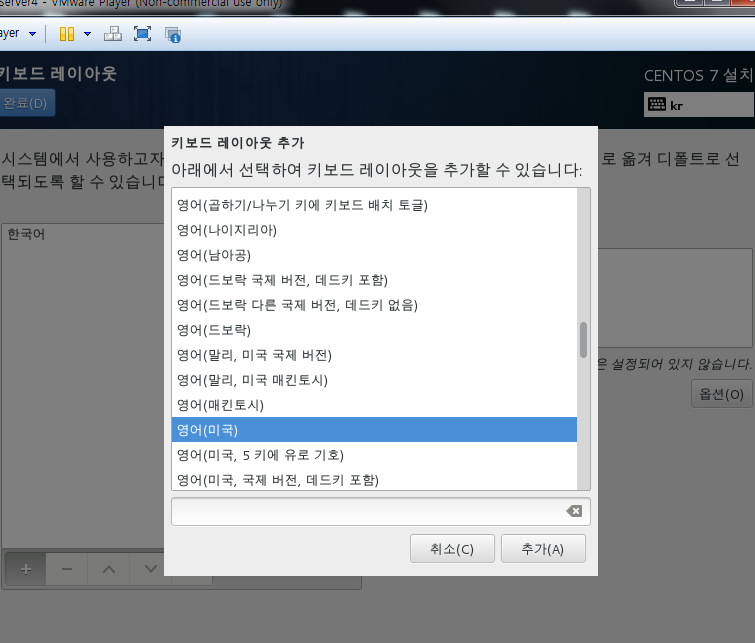 Server4 - VMware Player (Non-commercial use only)
ayer
키보드 레이아웃
CENTOS 7 설치
완료(D)
kr
키보드 레이아웃 추가
시스템에서 사용하고자
로 옮겨 디폴트로 선
아래에서 선택하여 키보드 레이아웃을 추가할 수 있습니다:
택되도록 할 수 있습니다
영어(곱하기/나누기 키에 키보드 배치 토글)
한국어
영어(나이지리아)
영어(남아공)
영어(드보락 국제 버전, 데드키 포함)
영어(드보락 다른 국제 버전, 데드키 없음)
영어(드보락)
영어(말리, 미국 국제 버전)
은 설정되어 있지 않습니다.
영어(말리, 미국 매킨토시)
옵션(O)
영어(매킨토시)
영어(미국)
영어(미국, 5 키에 유로 기호)
영어(미국, 국제 버전, 데드키 포함)
취소(C)
추가(A)